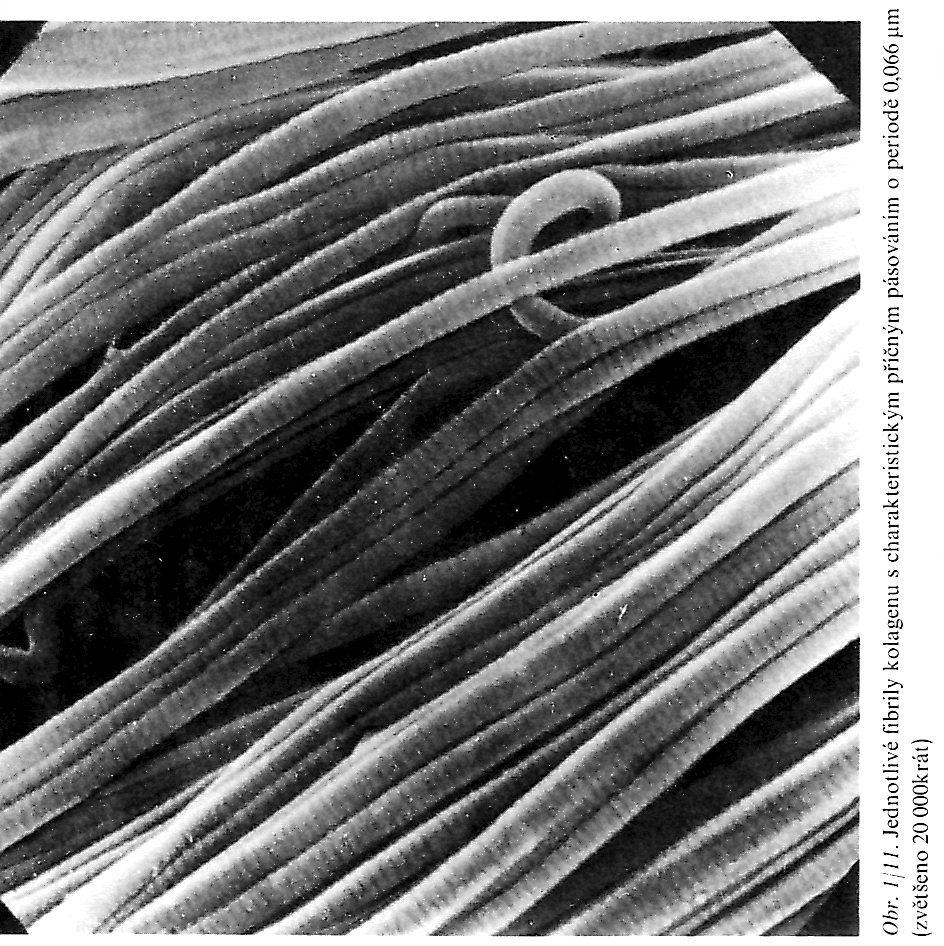 Obr. 1/11. Jednotlivé fibrily kolagenu s charakteristickým příčným pásováním o periodě 0,066 μm
(zvětšeno 20 000krát)